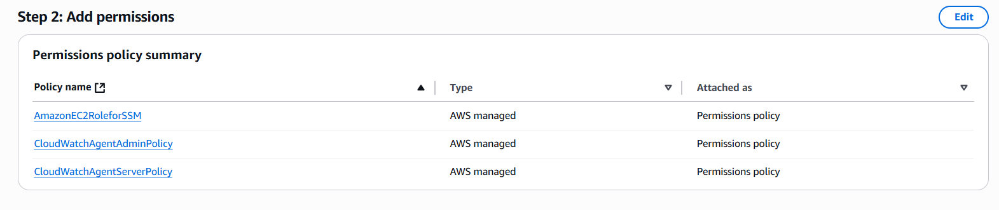 Step 2: Add permissions
Edit
Permissions policy summary
Policy name
Type
Attached as
AmazonEC2RoleforSSM
AWS managed
Permissions policy
CloudWatchAgentAdminPolicy
AWS managed
Permissions policy
CloudWatchAgentServerPolicy
AWS managed
Permissions policy